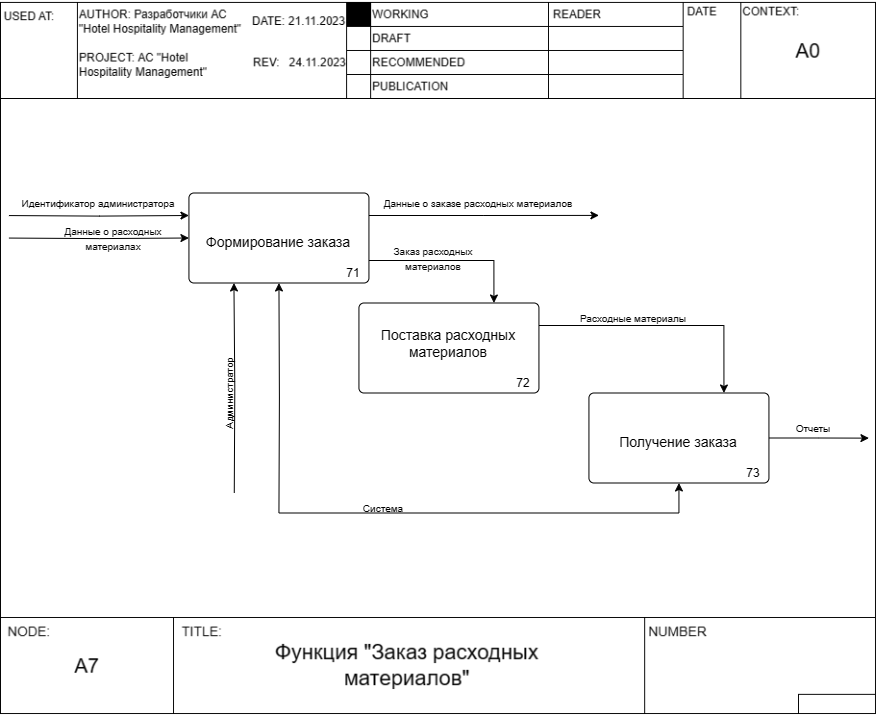 USED AT:
AUTHOR: Разработчики АС
"Hotel Hospitality Management"
DATE: 21.11.2023
PROJECT: АС "Hotel
Hospitality Management"
REV: 24.11.2023
WORKING
DRAFT
RECOMMENDED
PUBLICATION
READER
DATE
CONTEXT:
A0
Идентификатор администратора
Данные о расходных
материалах
Формирование заказа
71
Данные о заказе расходных материалов
Заказ расходных
материалов
Поставка расходных
материалов
72
Расходные материалы
Получение заказа
73
Отчеты
Администратор
Система
NODE:
A7
TITLE:
Функция "Заказ расходных
материалов"
NUMBER